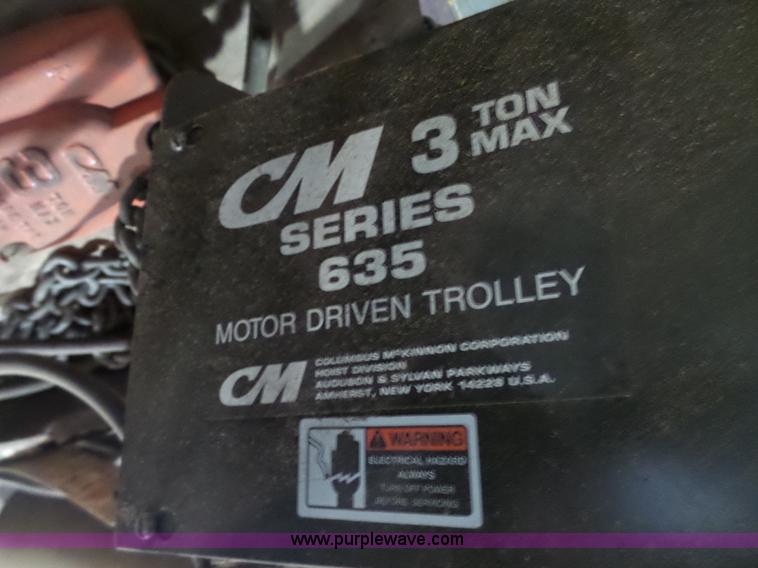 CM 3 TON MAX
SERIES
635
MOTOR DRIVEN TROLLEY
CM
COLUMBUS McKINNON CORPORATION
HOIST DIVISION
AUDUBON & SYLVAN PARKWAYS
AMHERST, NEW YORK 14228 U.S.A.
WARNING
ELECTRICAL HAZARD
ALWAYS
TURN OFF POWER
BEFORE SERVICING
www.purplewave.com